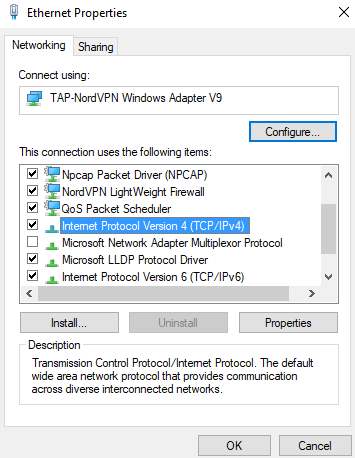 Ethernet Properties
Networking
Sharing
Connect using:
TAP-NordVPN Windows Adapter V9
Configure...
This connection uses the following items:
Npcap Packet Driver (NPCAP)
NordVPN LightWeight Firewall
QoS Packet Scheduler
Internet Protocol Version 4 (TCP/IPv4)
Microsoft Network Adapter Multiplexor Protocol
Microsoft LLDP Protocol Driver
Internet Protocol Version 6 (TCP/IPv6)
Install...
Uninstall
Properties
Description
Transmission Control Protocol/Internet Protocol. The default
wide area network protocol that provides communication
across diverse interconnected networks.
OK
Cancel